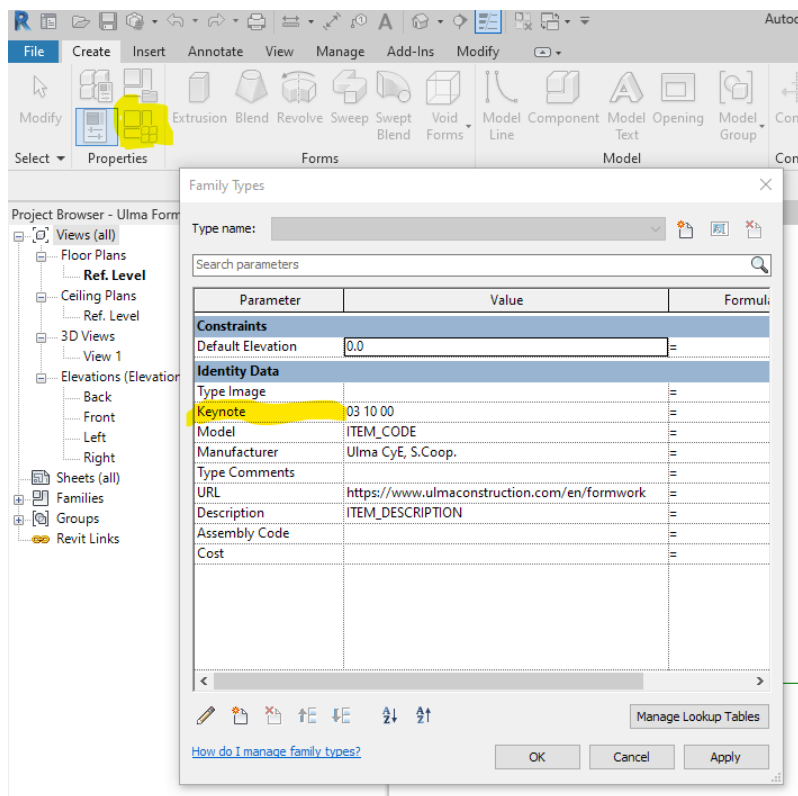 Autod
File Create Insert Annotate View Manage Add-Ins Modify
Modify Extrusion Blend Revolve Sweep Swept Blend Void Forms Model Line Component Model Text Opening Model Group Con
Select Properties Forms Model Con
Family Types
Project Browser - Ulma Form
Type name:
Views (all)
Floor Plans
Search parameters
Ref. Level
Ceiling Plans
Parameter Value Formula
Ref. Level
Constraints
3D Views
Default Elevation 0.0 =
View 1
Identity Data
Elevations (Elevation
Type Image =
Back
Keynote 03 10 00 =
Front
Model ITEM_CODE =
Left
Manufacturer Ulma CyE, S.Coop. =
Right
Type Comments =
Sheets (all)
URL https://www.ulmaconstruction.com/en/formwork =
Families
Description ITEM_DESCRIPTION =
Groups
Assembly Code =
Revit Links
Cost =
Manage Lookup Tables
How do I manage family types?
OK Cancel Apply